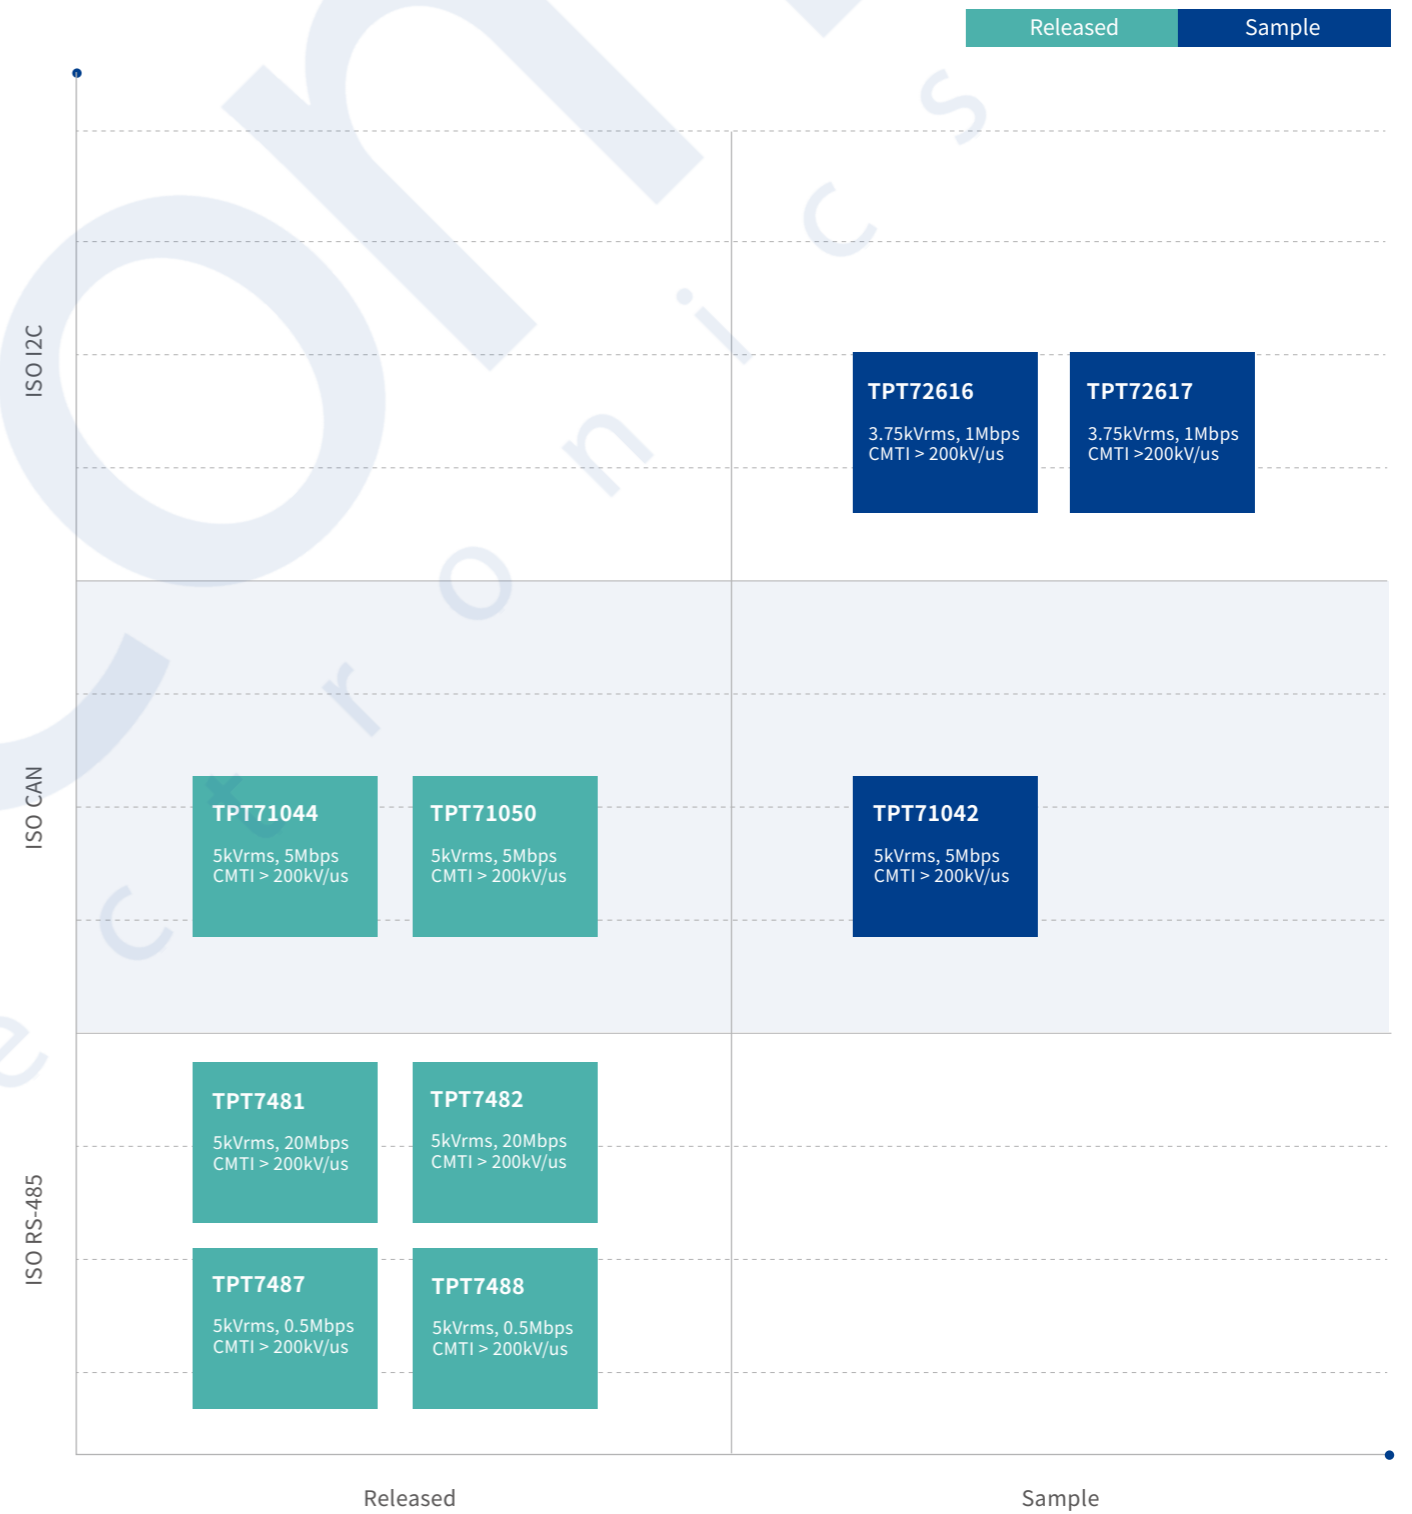 Released
Sample
ISO I2C
TPT72616
3.75kVrms, 1Mbps
CMTI > 200kV/us
TPT72617
3.75kVrms, 1Mbps
CMTI >200kV/us
ISO CAN
TPT71044
5kVrms, 5Mbps
CMTI > 200kV/us
TPT71050
5kVrms, 5Mbps
CMTI > 200kV/us
TPT71042
5kVrms, 5Mbps
CMTI > 200kV/us
ISO RS-485
TPT7481
5kVrms, 20Mbps
CMTI > 200kV/us
TPT7482
5kVrms, 20Mbps
CMTI > 200kV/us
TPT7487
5kVrms, 0.5Mbps
CMTI > 200kV/us
TPT7488
5kVrms, 0.5Mbps
CMTI > 200kV/us
Released
Sample